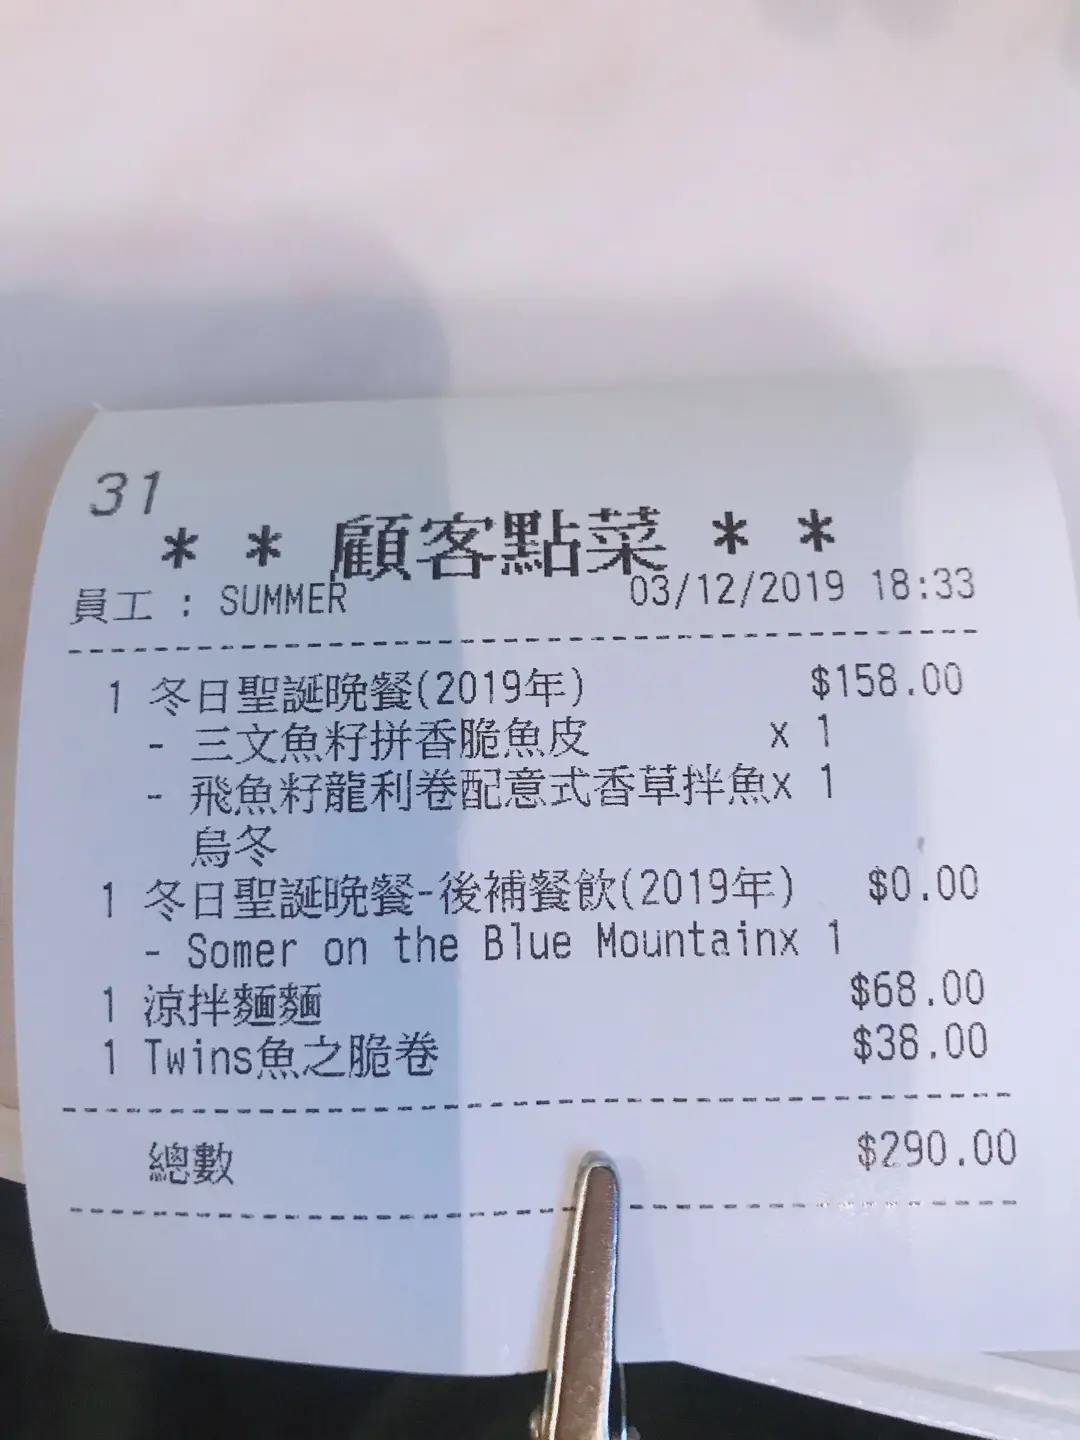 31
* * 顧客點菜 * *
員工 : SUMMER 03/12/2019 18:33
1 冬日聖誕晚餐(2019年) $158.00
- 三文魚籽拼香脆魚皮 x 1
- 飛魚籽龍利卷配意式香草拌魚x 1
烏冬
1 冬日聖誕晚餐-後補餐飲(2019年) $0.00
- Somer on the Blue Mountainx 1
1 涼拌麵麵 $68.00
1 Twins魚之脆卷 $38.00
總數 $290.00